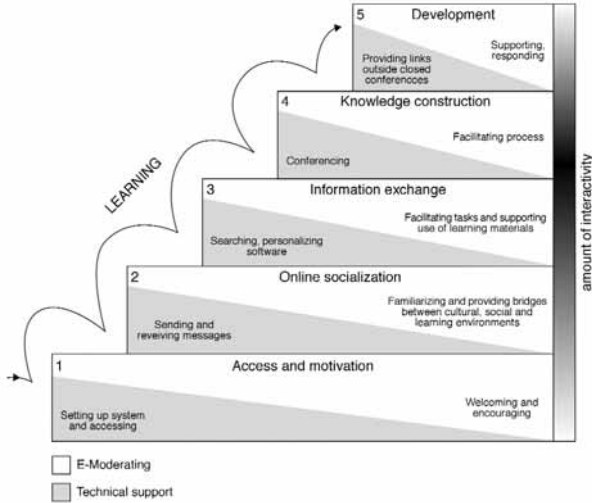 5 Development
Providing links
outside closed
conferences
Supporting,
responding
4 Knowledge construction
Conferencing
Facilitating process
3 Information exchange
Searching, personalizing
software
Facilitating tasks and supporting
use of learning materials
2 Online socialization
Sending and
reveiving messages
Familiarizing and providing bridges
between cultural, social and
learning environments
1 Access and motivation
Setting up system
and accessing
Welcoming and
encouraging
LEARNING
amount of interactivity
E-Moderating
Technical support